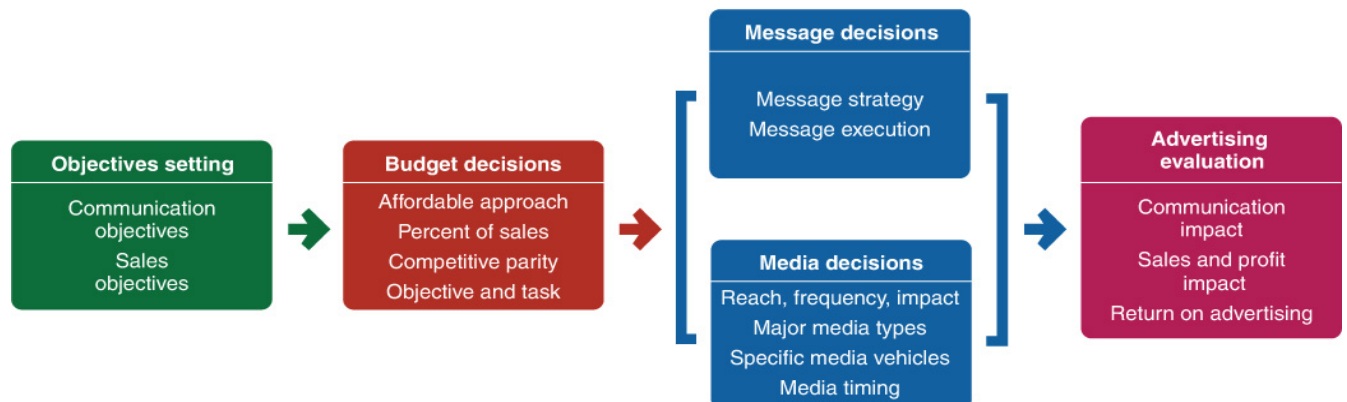 Objectives setting
Communication
objectives
Sales
objectives
Budget decisions
Affordable approach
Percent of sales
Competitive parity
Objective and task
Message decisions
Message strategy
Message execution
Media decisions
Reach, frequency, impact
Major media types
Specific media vehicles
Media timing
Advertising
evaluation
Communication
impact
Sales and profit
impact
Return on advertising